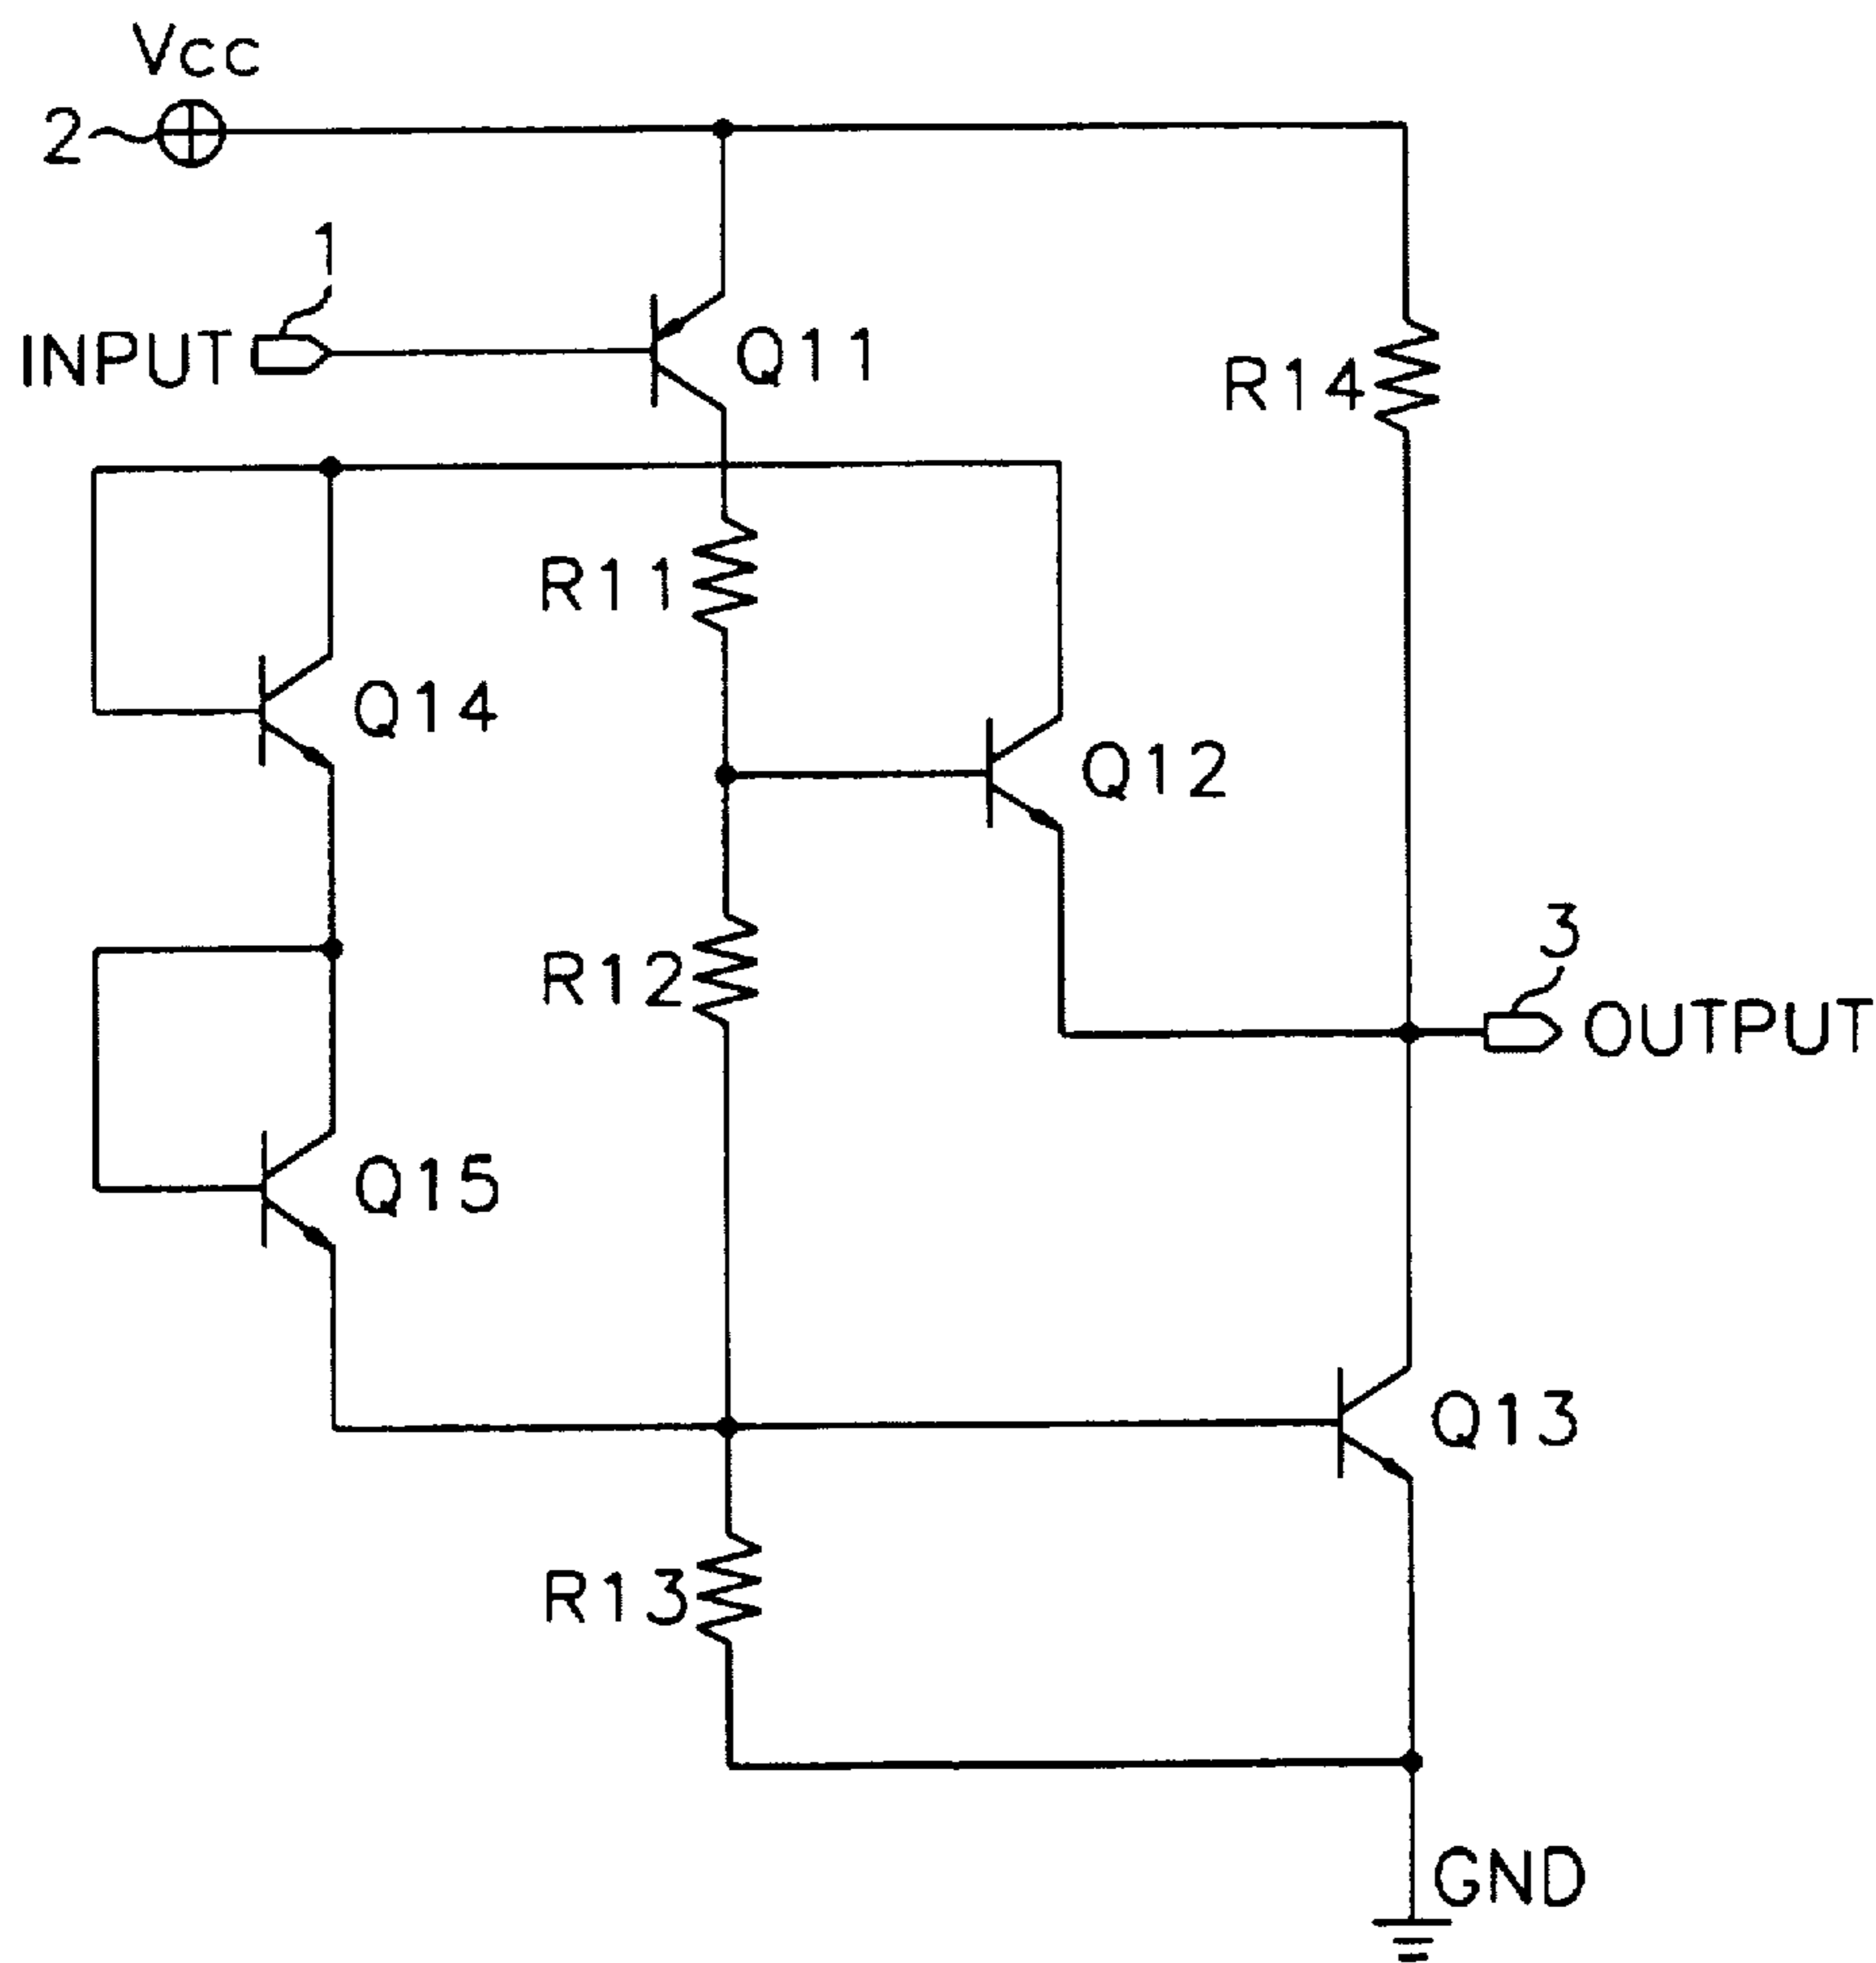 Vcc
2
1
INPUT
Q11
R14
R11
Q14
Q12
3
R12
OUTPUT
Q15
Q13
R13
GND